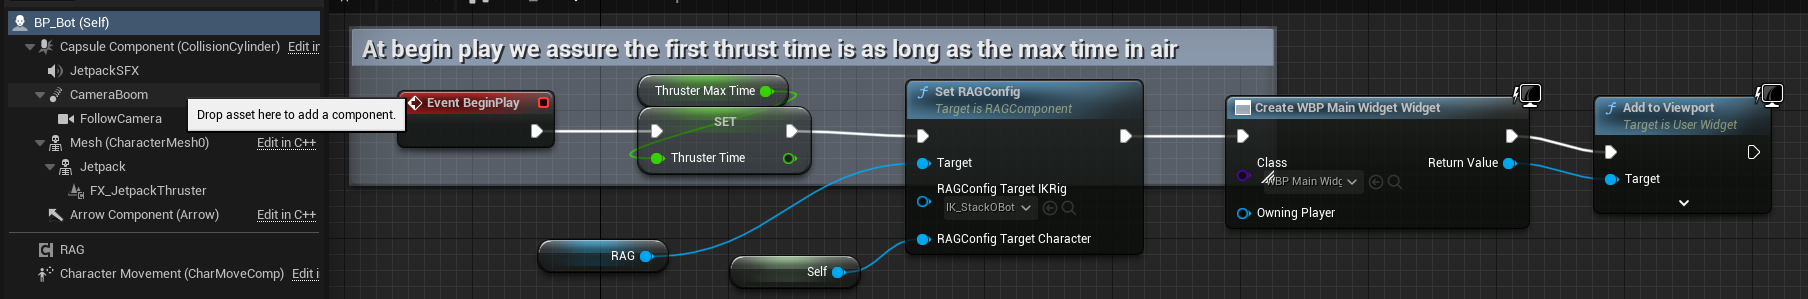 BP_Bot (Self)
Capsule Component (CollisionCylinder) Edit in
JetpackSFX
CameraBoom
Drop asset here to add a component.
FollowCamera
Mesh (CharacterMesh0) Edit in C++
Jetpack
FX_JetpackThruster
Arrow Component (Arrow) Edit in C++
RAG
Character Movement (CharMoveComp) Edit i
At begin play we assure the first thrust time is as long as the max time in air
Event BeginPlay
Thruster Max Time
SET
Thruster Time
RAG
Self
Set RAGConfig
Target is RAGComponent
Target
RAGConfig Target IKRig
IK_StackOBot
RAGConfig Target Character
Create WBP Main Widget Widget
Class
WBP Main Widg
Return Value
Owning Player
Add to Viewport
Target is User Widget
Target